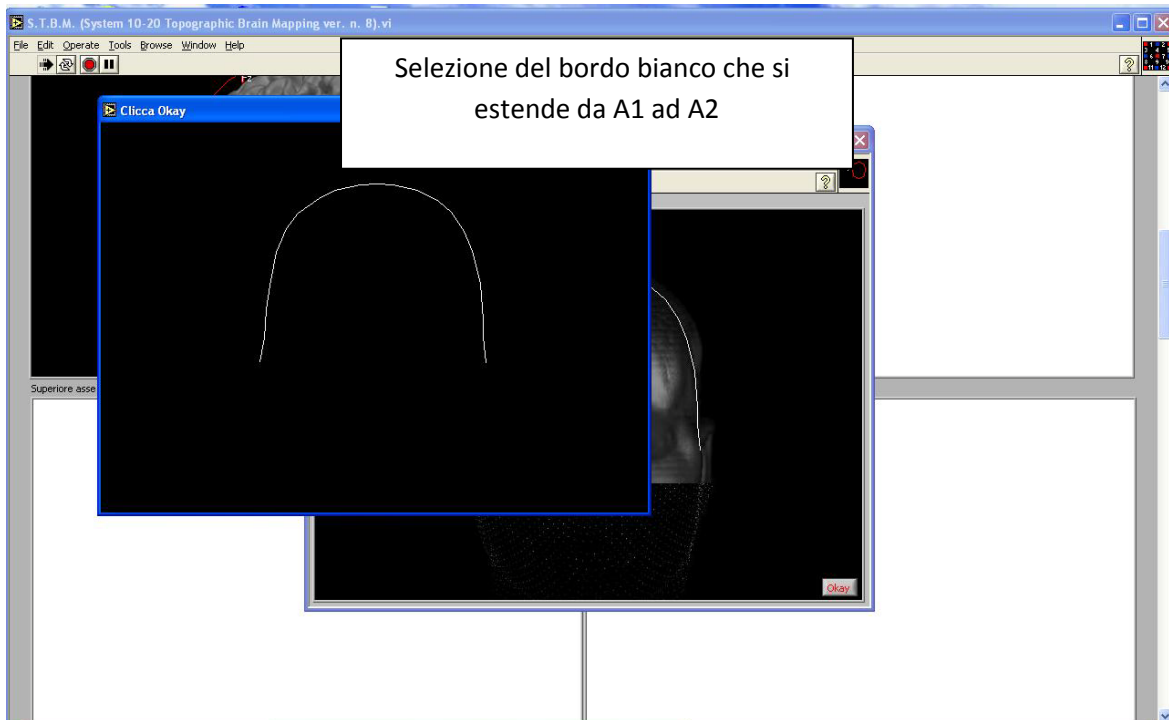 S.T.B.M. (System 10-20 Topographic Brain Mapping ver. n. 8).vi
File Edit Operate Tools Browse Window Help
Selezione del bordo bianco che si
estende da A1 ad A2
Clicca Okay
Superiore asse
Okay